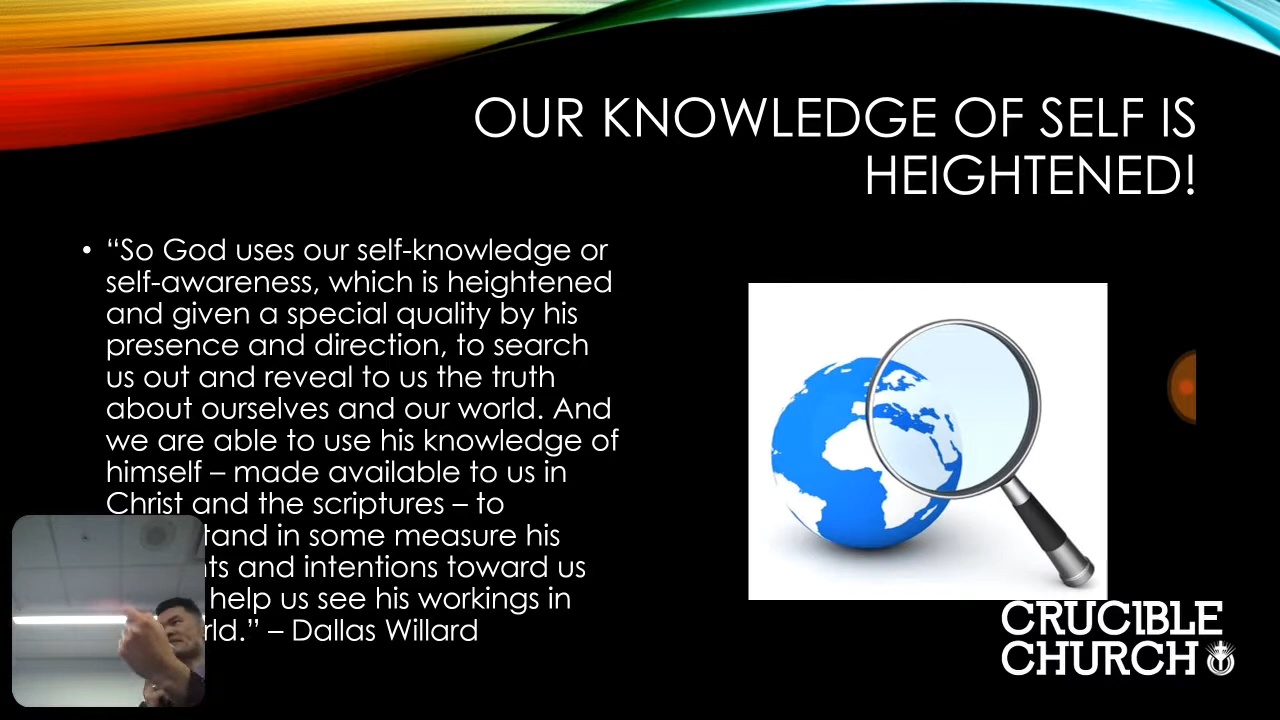 OUR KNOWLEDGE OF SELF IS
HEIGHTENED!
• “So God uses our self-knowledge or
self-awareness, which is heightened
and given a special quality by his
presence and direction, to search
us out and reveal to us the truth
about ourselves and our world. And
we are able to use his knowledge of
himself – made available to us in
Christ and the scriptures – to
in some measure his
and intentions toward us
help us see his workings in
– Dallas Willard
CRUCIBLE
CHURCH